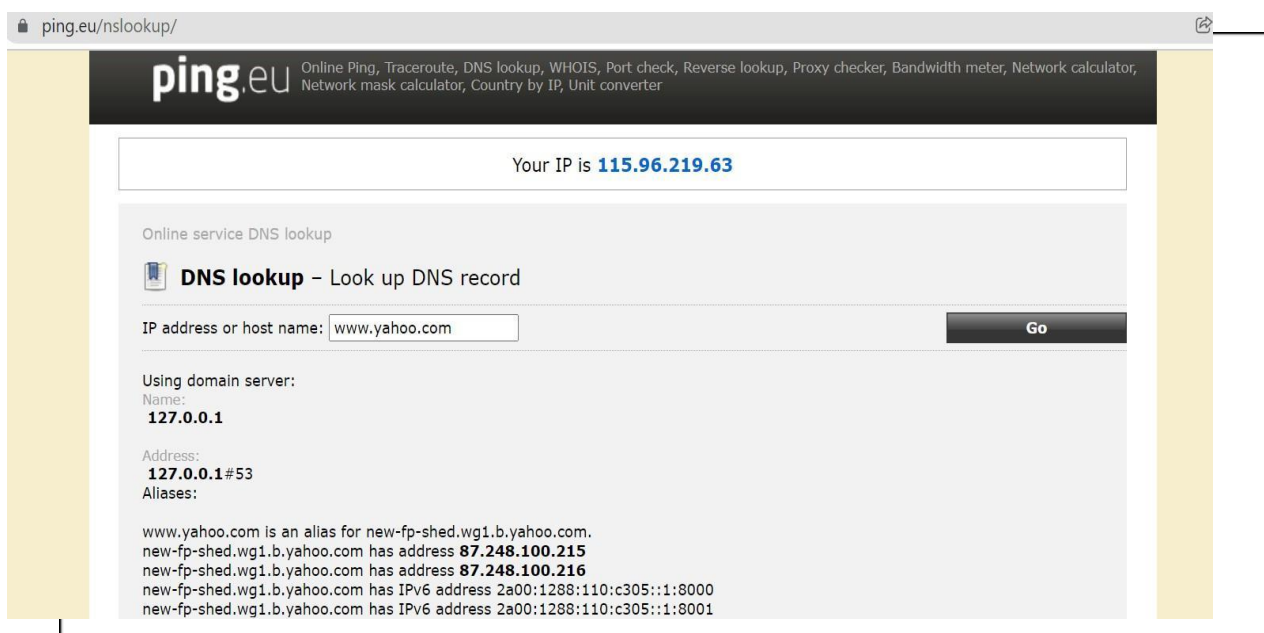 ping.eu/nslookup/
ping.eu
Online Ping, Traceroute, DNS lookup, WHOIS, Port check, Reverse lookup, Proxy checker, Bandwidth meter, Network calculator,
Network mask calculator, Country by IP, Unit converter
Your IP is 115.96.219.63
Online service DNS lookup
DNS lookup – Look up DNS record
IP address or host name: www.yahoo.com Go
Using domain server:
Name:
127.0.0.1
Address:
127.0.0.1#53
Aliases:
www.yahoo.com is an alias for new-fp-shed.wg1.b.yahoo.com.
new-fp-shed.wg1.b.yahoo.com has address 87.248.100.215
new-fp-shed.wg1.b.yahoo.com has address 87.248.100.216
new-fp-shed.wg1.b.yahoo.com has IPv6 address 2a00:1288:110:c305::1:8000
new-fp-shed.wg1.b.yahoo.com has IPv6 address 2a00:1288:110:c305::1:8001